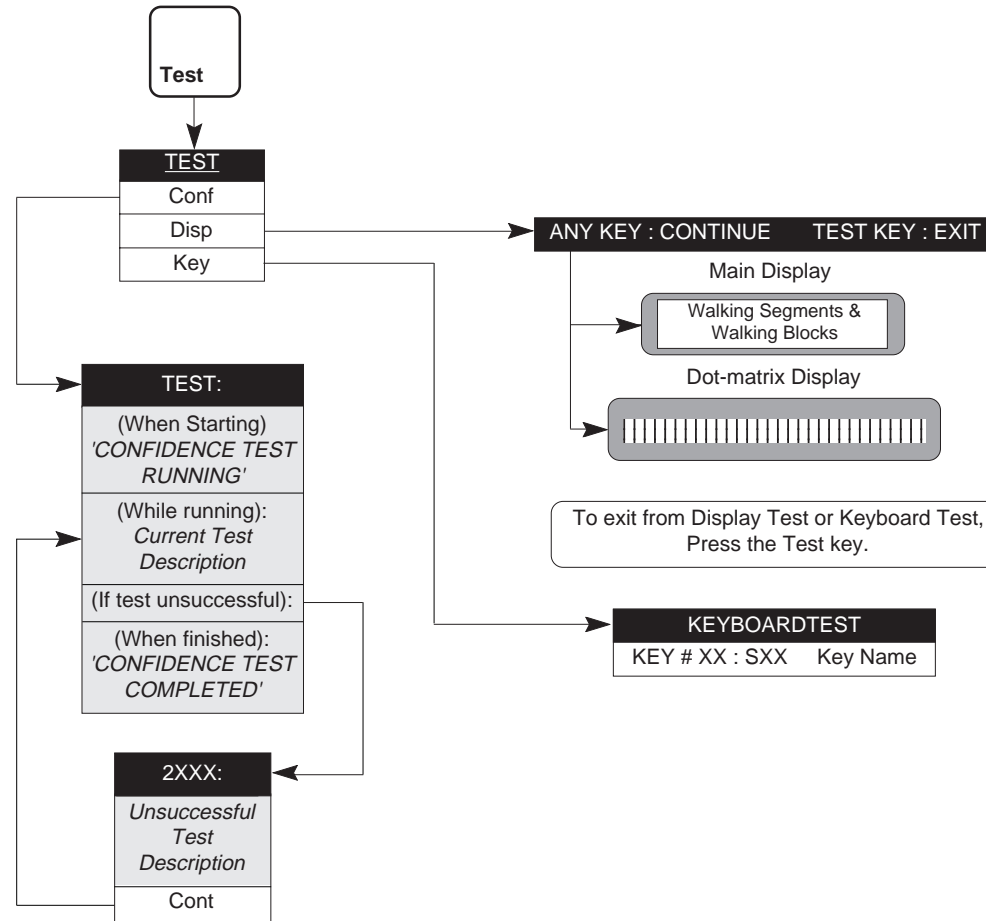 Test
TEST
Conf
Disp
Key
ANY KEY : CONTINUE TEST KEY : EXIT
Main Display
Walking Segments &
Walking Blocks
Dot-matrix Display
To exit from Display Test or Keyboard Test,
Press the Test key.
KEYBOARDTEST
KEY # XX : SXX Key Name
TEST:
(When Starting)
'CONFIDENCE TEST
RUNNING'
(While running):
Current Test
Description
(If test unsuccessful):
(When finished):
'CONFIDENCE TEST
COMPLETED'
2XXX:
Unsuccessful
Test
Description
Cont